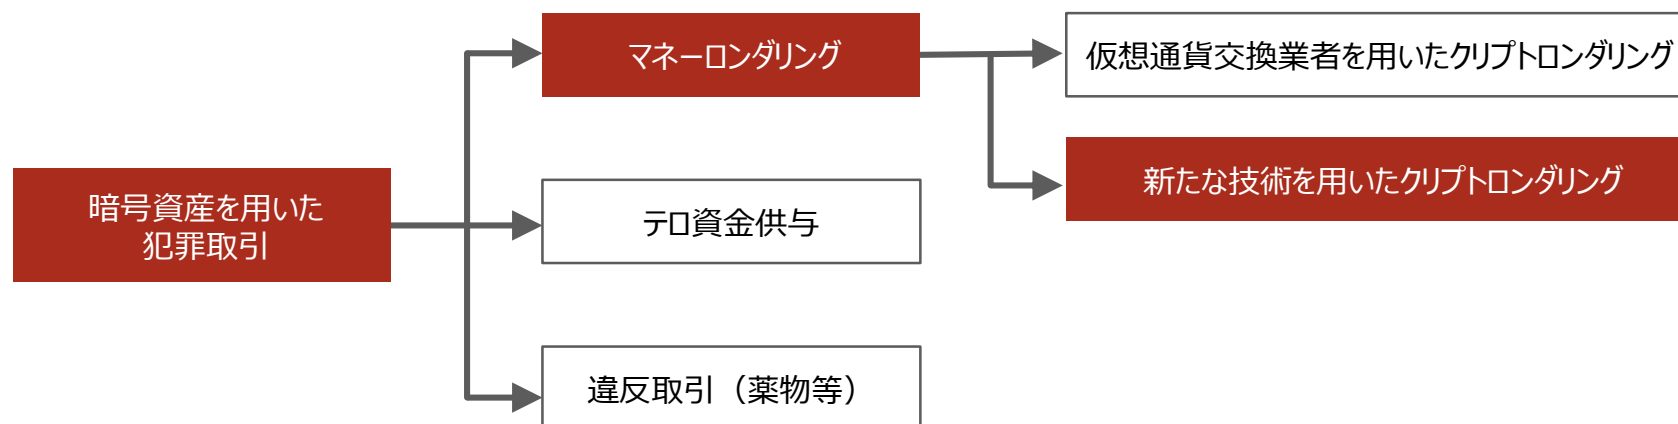 マネーロンダリング
仮想通貨交換業者を用いたクリプトロンダリング
新たな技術を用いたクリプトロンダリング
暗号資産を用いた
犯罪取引
テロ資金供与
違反取引（薬物等）